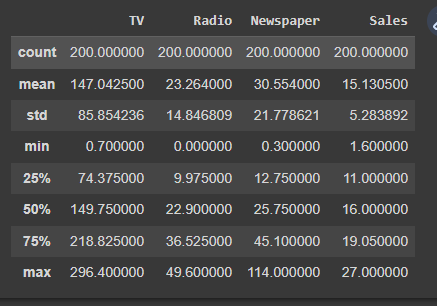 TV Radio Newspaper Sales
count 200.000000 200.000000 200.000000 200.000000
mean 147.042500 23.264000 30.554000 15.130500
std 85.854236 14.846809 21.778621 5.283892
min 0.700000 0.000000 0.300000 1.600000
25% 74.375000 9.975000 12.750000 11.000000
50% 149.750000 22.900000 25.750000 16.000000
75% 218.825000 36.525000 45.100000 19.050000
max 296.400000 49.600000 114.000000 27.000000